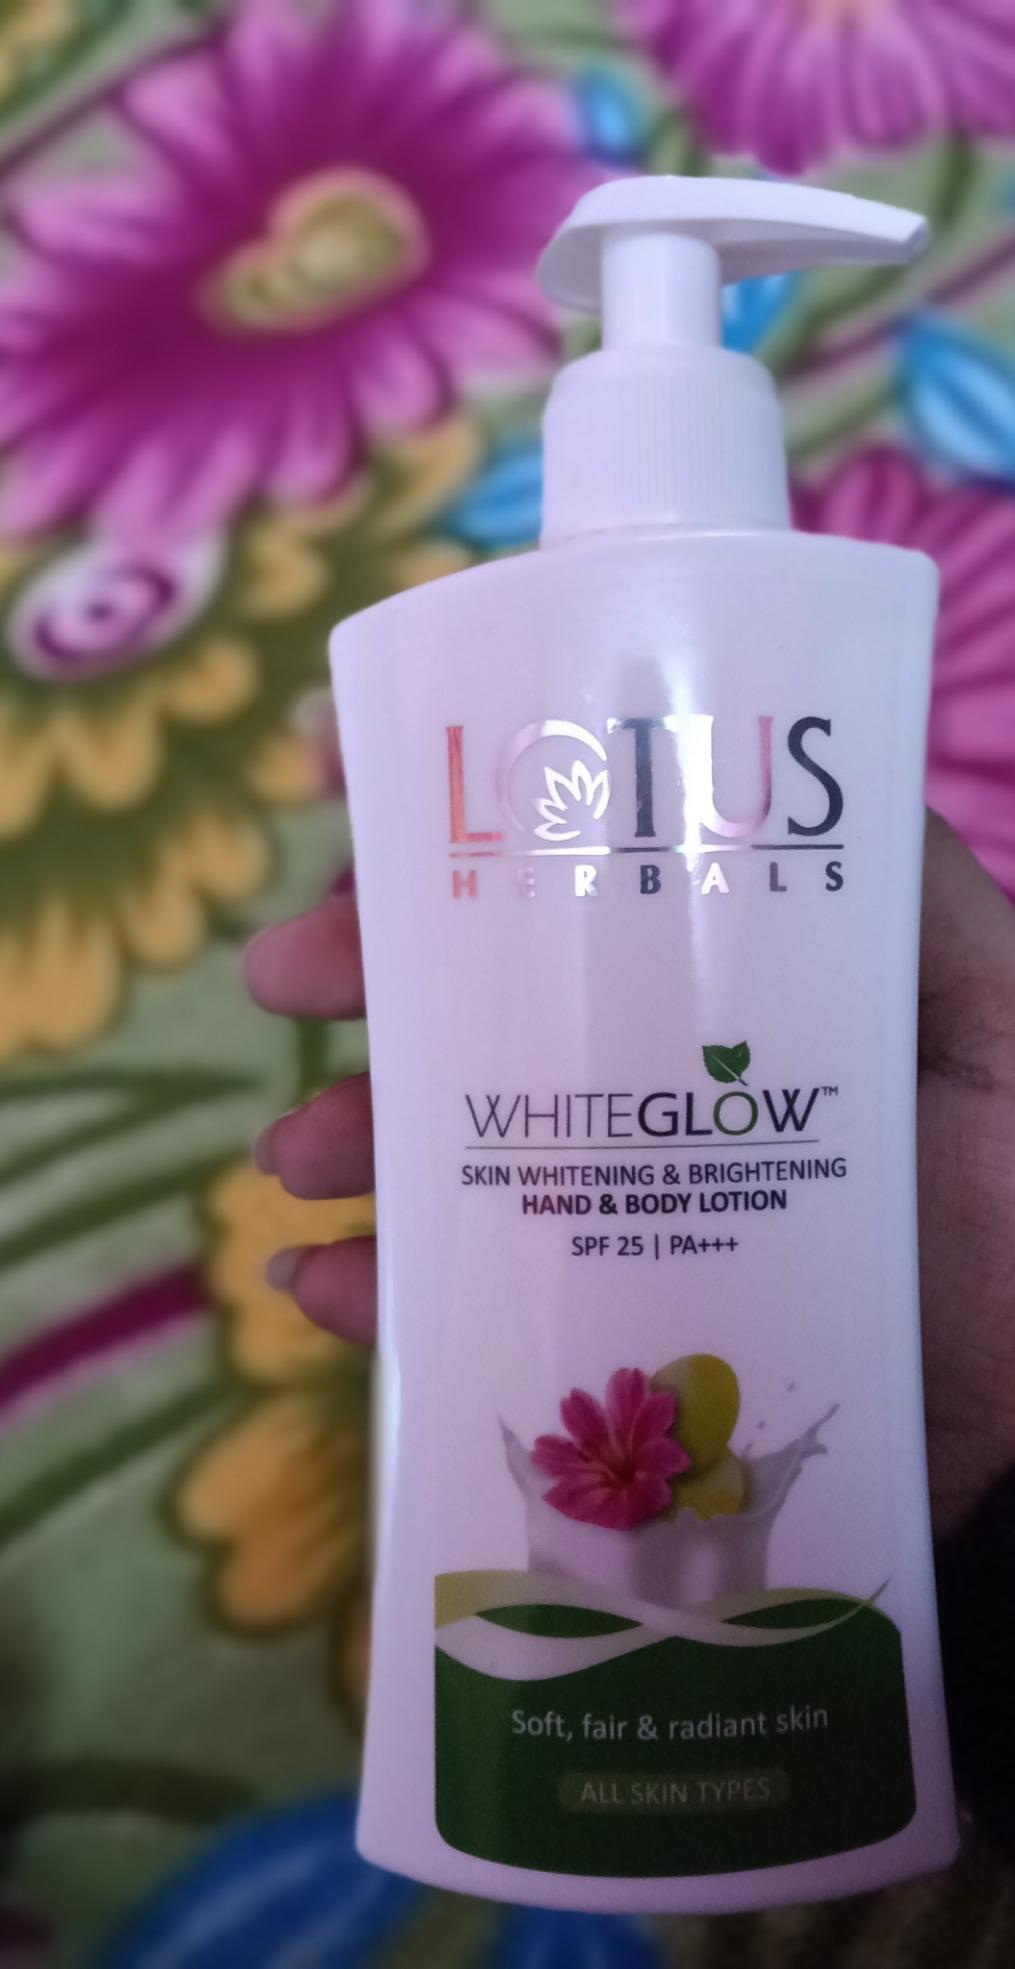 LOTUS
HERBALS
WHITEGLOW™
SKIN WHITENING & BRIGHTENING
HAND & BODY LOTION
SPF 25 | PA+++
Soft, fair & radiant skin
ALL SKIN TYPES